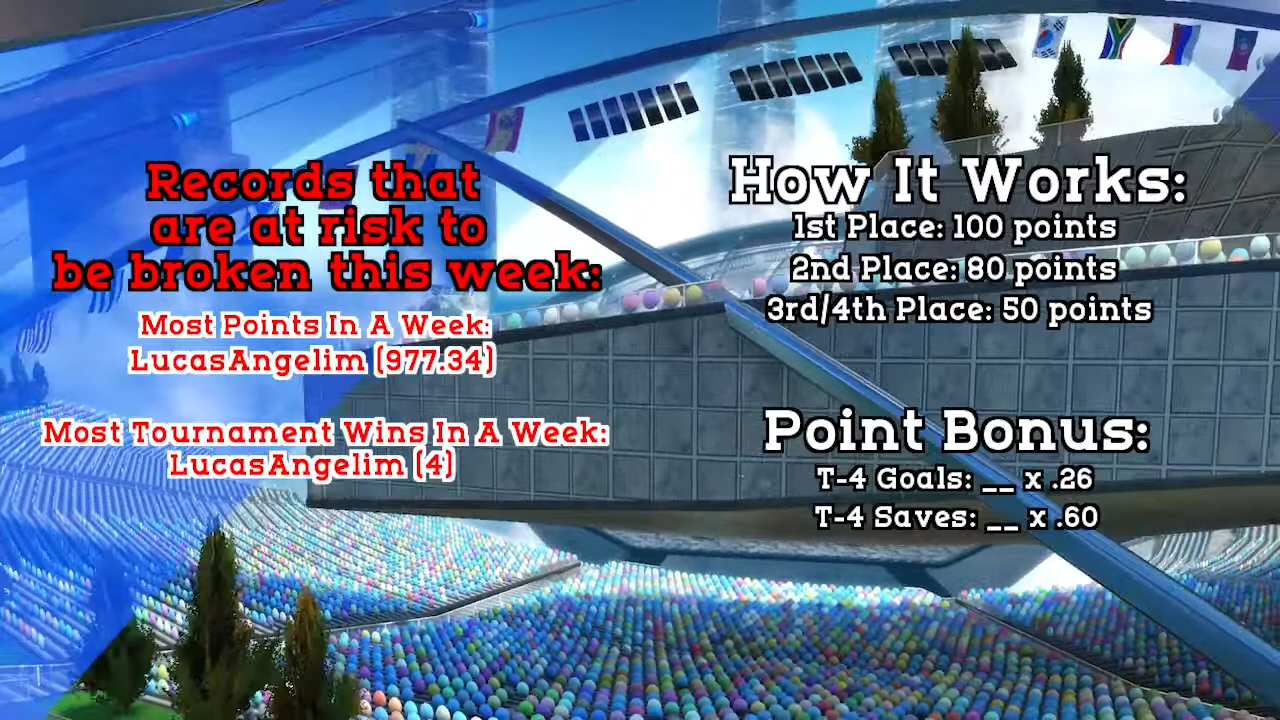 Records that
are at risk to
be broken this week:
Most Points In A Week:
LucasAngelim (977.34)
Most Tournament Wins In A Week:
LucasAngelim (4)
How It Works:
1st Place: 100 points
2nd Place: 80 points
3rd/4th Place: 50 points
Point Bonus:
T-4 Goals: __ x .26
T-4 Saves: __ x .60